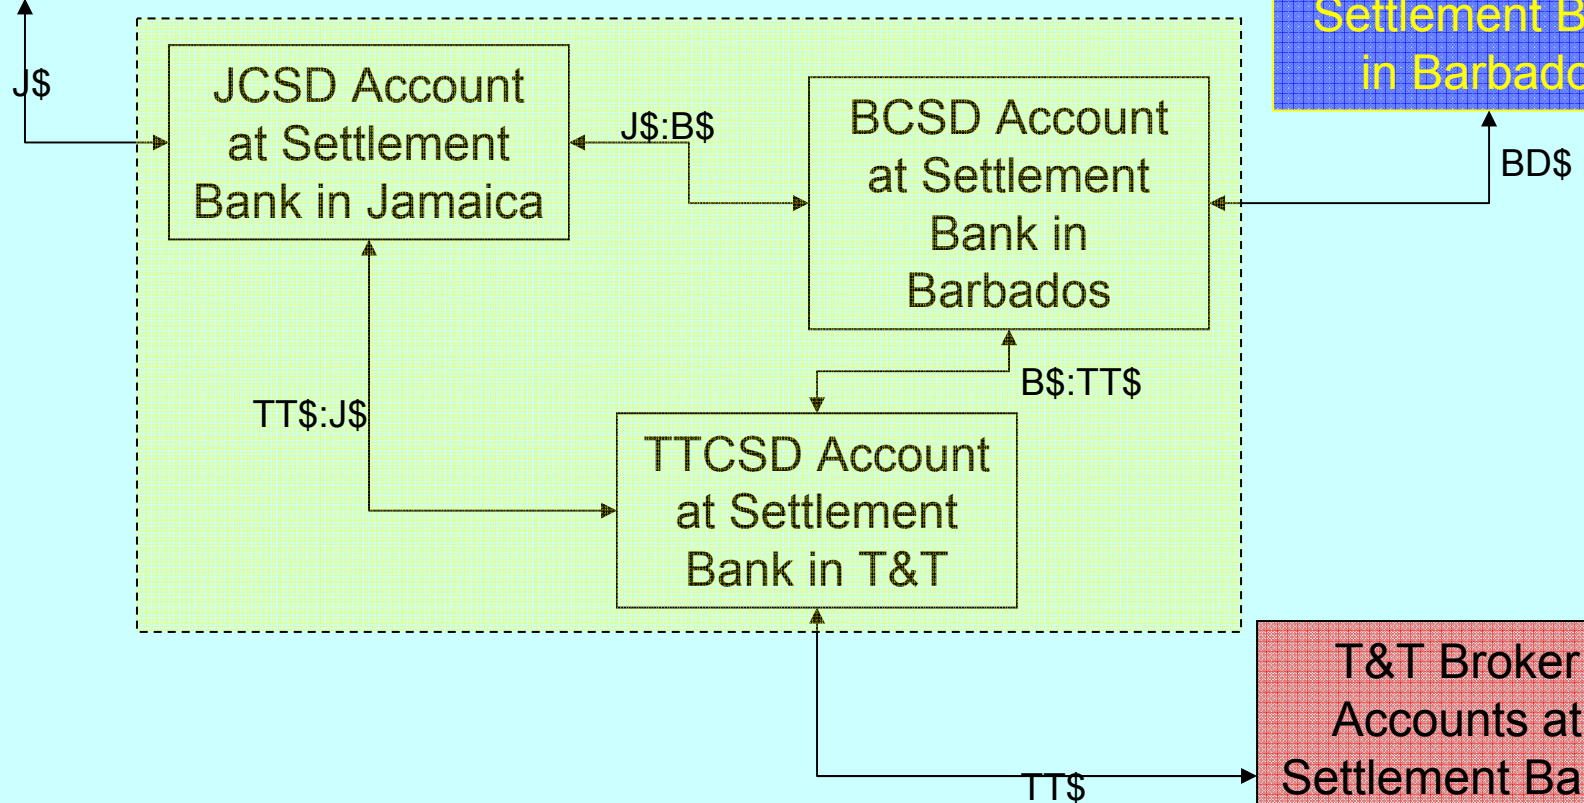 Settlement B
in Barbado
J$
JCSD Account
at Settlement
Bank in Jamaica
J$:B$
BCSD Account
at Settlement
Bank in
Barbados
BD$
TT$:J$
B$:TT$
TTCSD Account
at Settlement
Bank in T&T
T&T Broker
Accounts at
Settlement Ba
TT$